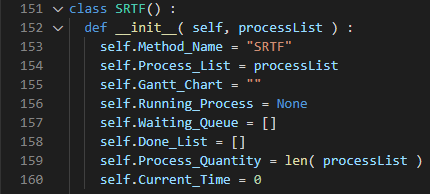 151 class SRTF() :
152 def __init__( self, processList ) :
153 self.Method_Name = "SRTF"
154 self.Process_List = processList
155 self.Gantt_Chart = ""
156 self.Running_Process = None
157 self.Waiting_Queue = []
158 self.Done_List = []
159 self.Process_Quantity = len( processList )
160 self.Current_Time = 0